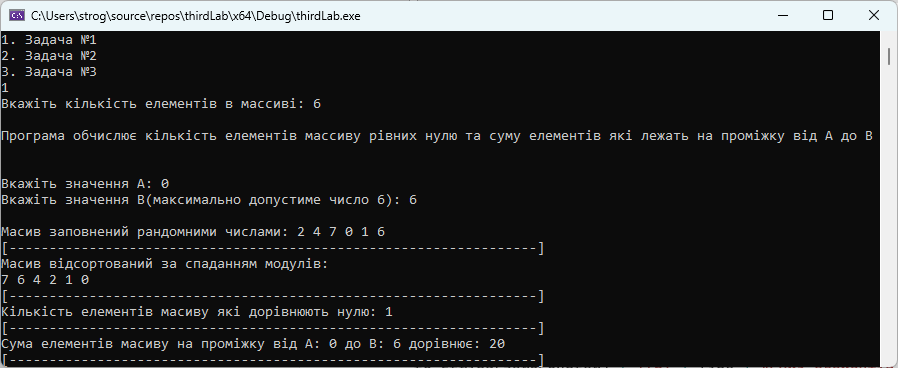 C:\Users\strog\source\repos\thirdLab\x64\Debug\thirdLab.exe
1. Задача №1
2. Задача №2
3. Задача №3
1
Вкажіть кількість елементів в массиві: 6
Програма обчислює кількість елементів массиву рівних нулю та суму елементів які лежать на проміжку від A до B
Вкажіть значення A: 0
Вкажіть значення B(максимально допустиме число 6): 6
Масив заповнений рандомними числами: 2 4 7 0 1 6
[------------------------------------------------------------------]
Масив відсортований за спаданням модулів:
7 6 4 2 1 0
[------------------------------------------------------------------]
Кількість елементів масиву які дорівнюють нулю: 1
[------------------------------------------------------------------]
Сума елементів масиву на проміжку від A: 0 до B: 6 дорівнює: 20
[------------------------------------------------------------------]